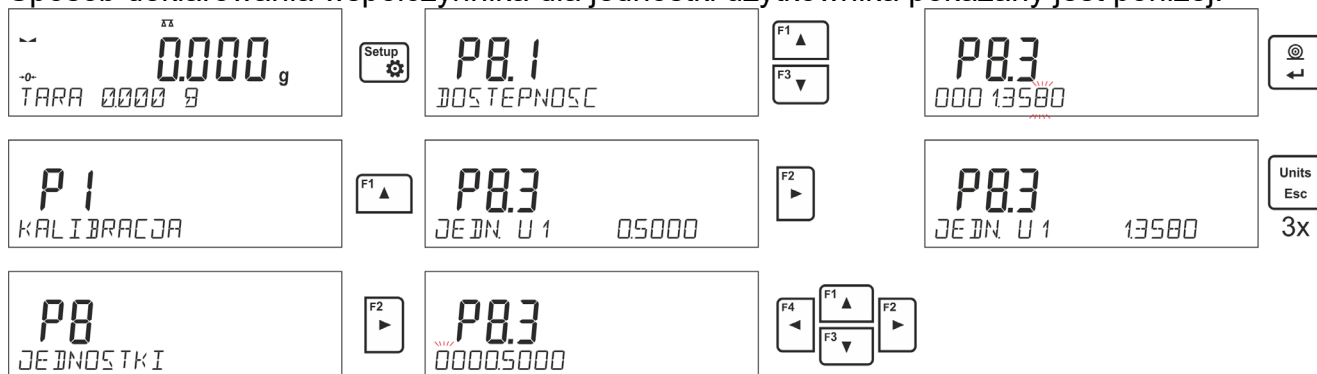 Sposób deklarowania współczynnika dla jednostki użytkownika pokazany jest poniżej:
0.000 g
→0←
TARA 0.000 g
Setup
P1
KALIBRACJA
F1
P8
JEDNOSTKI
F2
P8.1
DOSTEPNOSC
F1
F3
P8.3
JEDN. U1 0.5000
F2
P8.3
0000.5000
F1
F4 F2
F3
P8.3
0001.3580
P8.3
JEDN. U1 1.3580
Units
Esc
3x